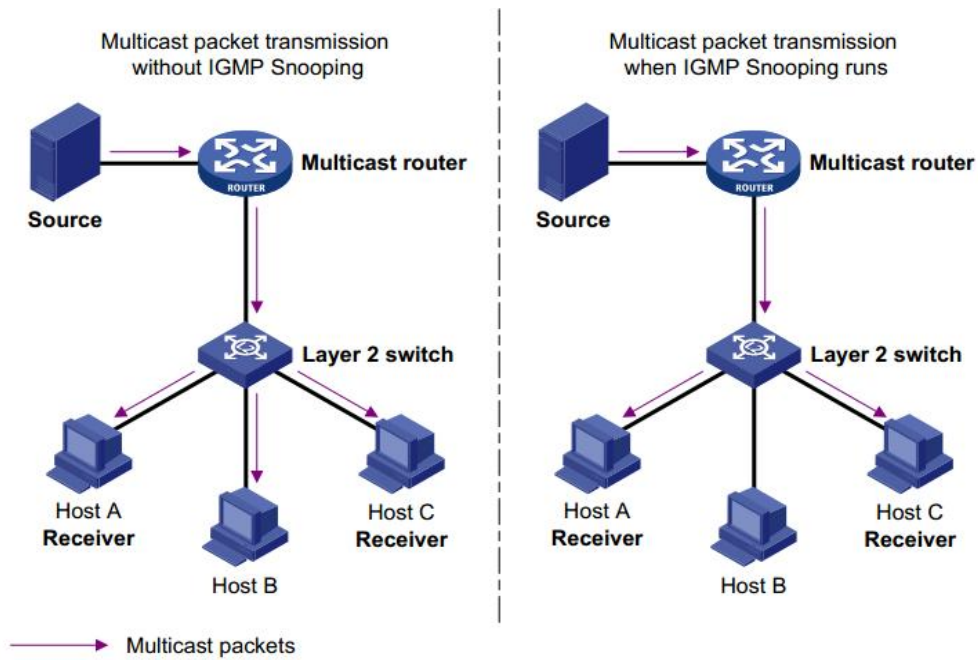 Multicast packet transmission
without IGMP Snooping
Source
ROUTER
Multicast router
Layer 2 switch
Host A
Receiver
Host B
Host C
Receiver
Multicast packet transmission
when IGMP Snooping runs
Source
ROUTER
Multicast router
Layer 2 switch
Host A
Receiver
Host B
Host C
Receiver
Multicast packets